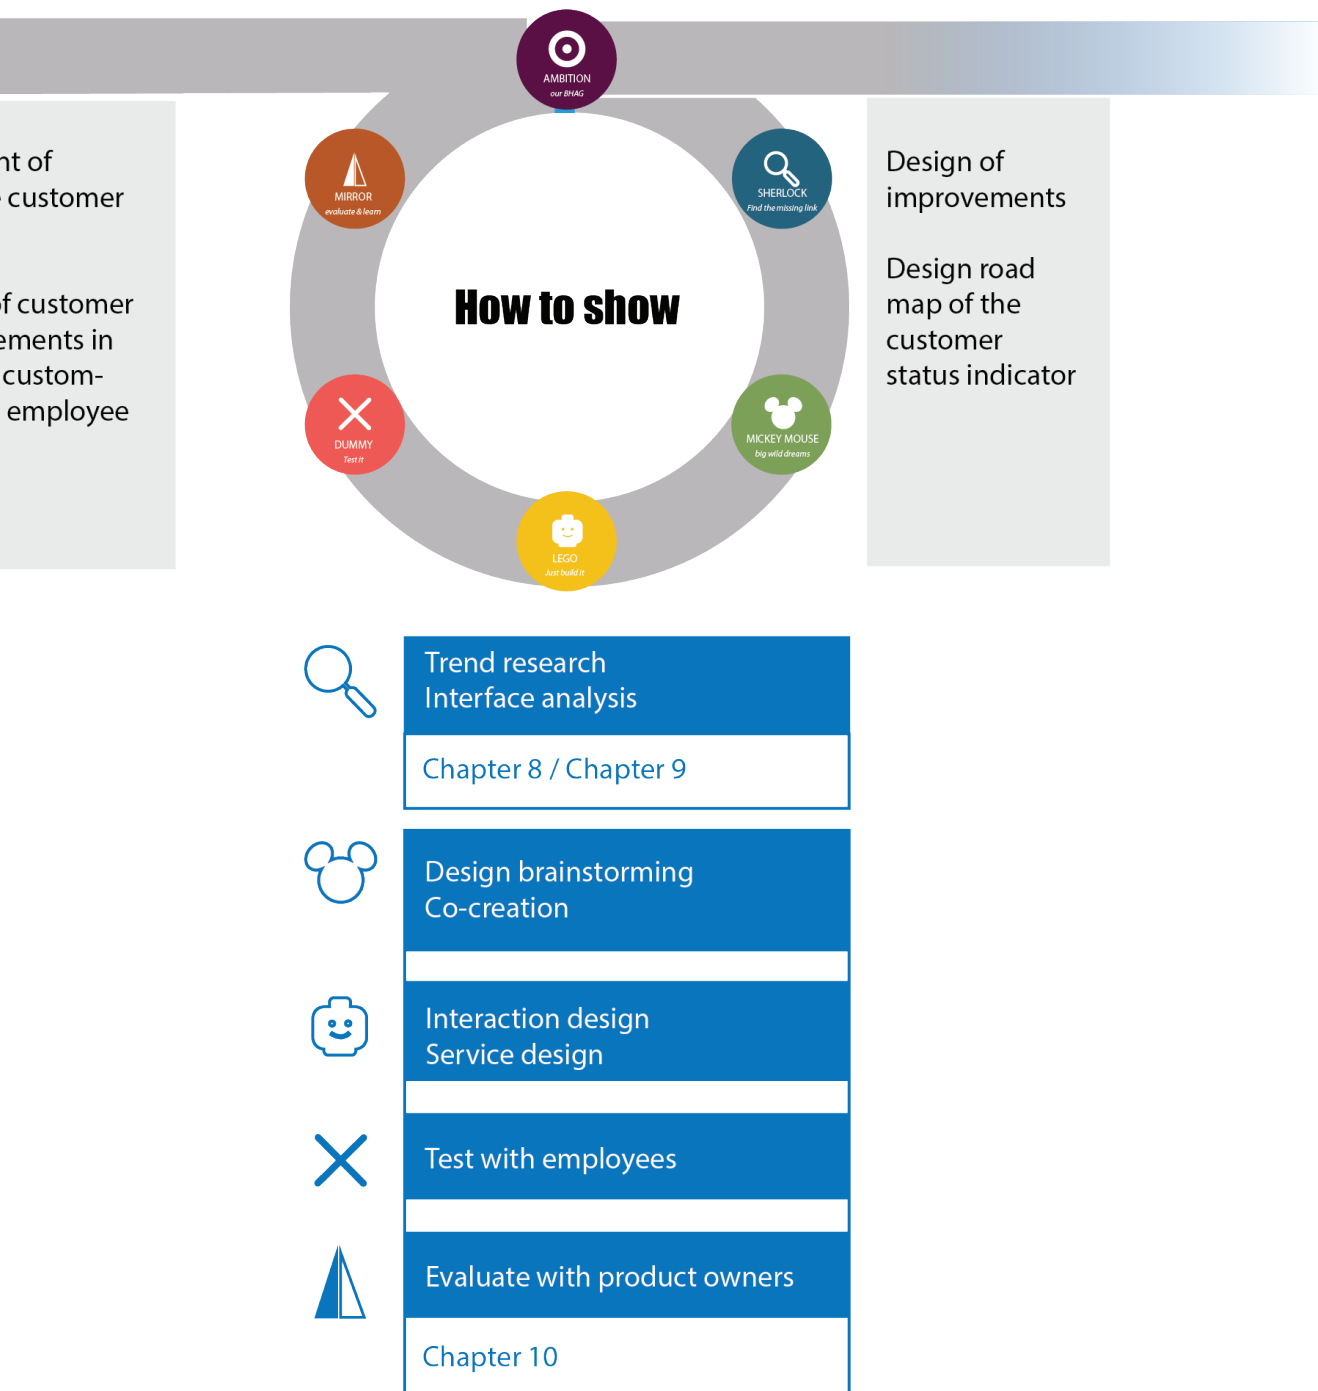 AMBITION
our BHAG
MIRROR
evaluate & learn
SHERLOCK
Find the missing link
of
customer
customer
in
custom-
employee
How to show
Design of
improvements
Design road
map of the
customer
status indicator
DUMMY
Test it
MICKEY MOUSE
big wild dreams
LEGO
Just build it
Trend research
Interface analysis
Chapter 8 / Chapter 9
Design brainstorming
Co-creation
Interaction design
Service design
Test with employees
Evaluate with product owners
Chapter 10